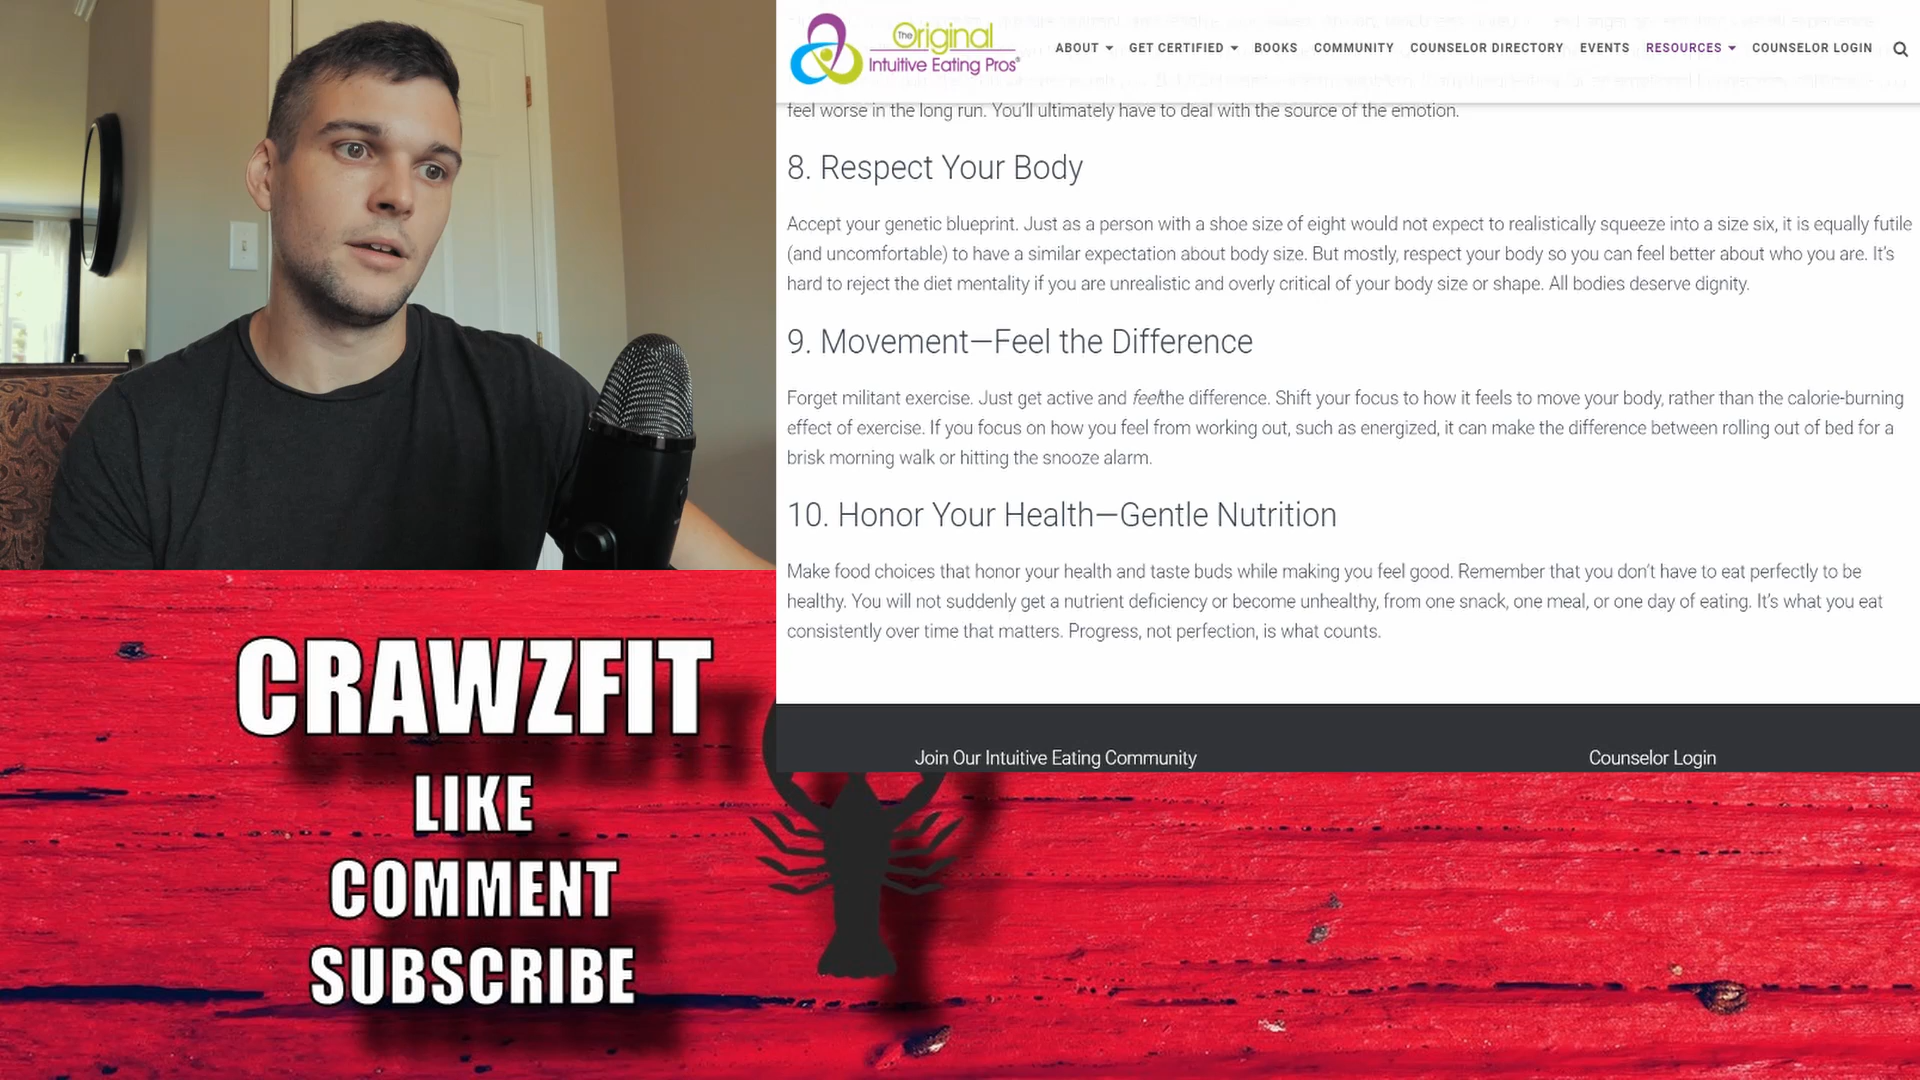 The Original
Intuitive Eating Pros®
ABOUT GET CERTIFIED BOOKS COMMUNITY COUNSELOR DIRECTORY EVENTS RESOURCES COUNSELOR LOGIN
feel worse in the long run. You'll ultimately have to deal with the source of the emotion.
8. Respect Your Body
Accept your genetic blueprint. Just as a person with a shoe size of eight would not expect to realistically squeeze into a size six, it is equally futile
(and uncomfortable) to have a similar expectation about body size. But mostly, respect your body so you can feel better about who you are. It's
hard to reject the diet mentality if you are unrealistic and overly critical of your body size or shape. All bodies deserve dignity.
9. Movement—Feel the Difference
Forget militant exercise. Just get active and feel the difference. Shift your focus to how it feels to move your body, rather than the calorie-burning
effect of exercise. If you focus on how you feel from working out, such as energized, it can make the difference between rolling out of bed for a
brisk morning walk or hitting the snooze alarm.
10. Honor Your Health—Gentle Nutrition
Make food choices that honor your health and taste buds while making you feel good. Remember that you don't have to eat perfectly to be
healthy. You will not suddenly get a nutrient deficiency or become unhealthy, from one snack, one meal, or one day of eating. It's what you eat
consistently over time that matters. Progress, not perfection, is what counts.
Join Our Intuitive Eating Community
Counselor Login
CRAWZFIT
LIKE
COMMENT
SUBSCRIBE